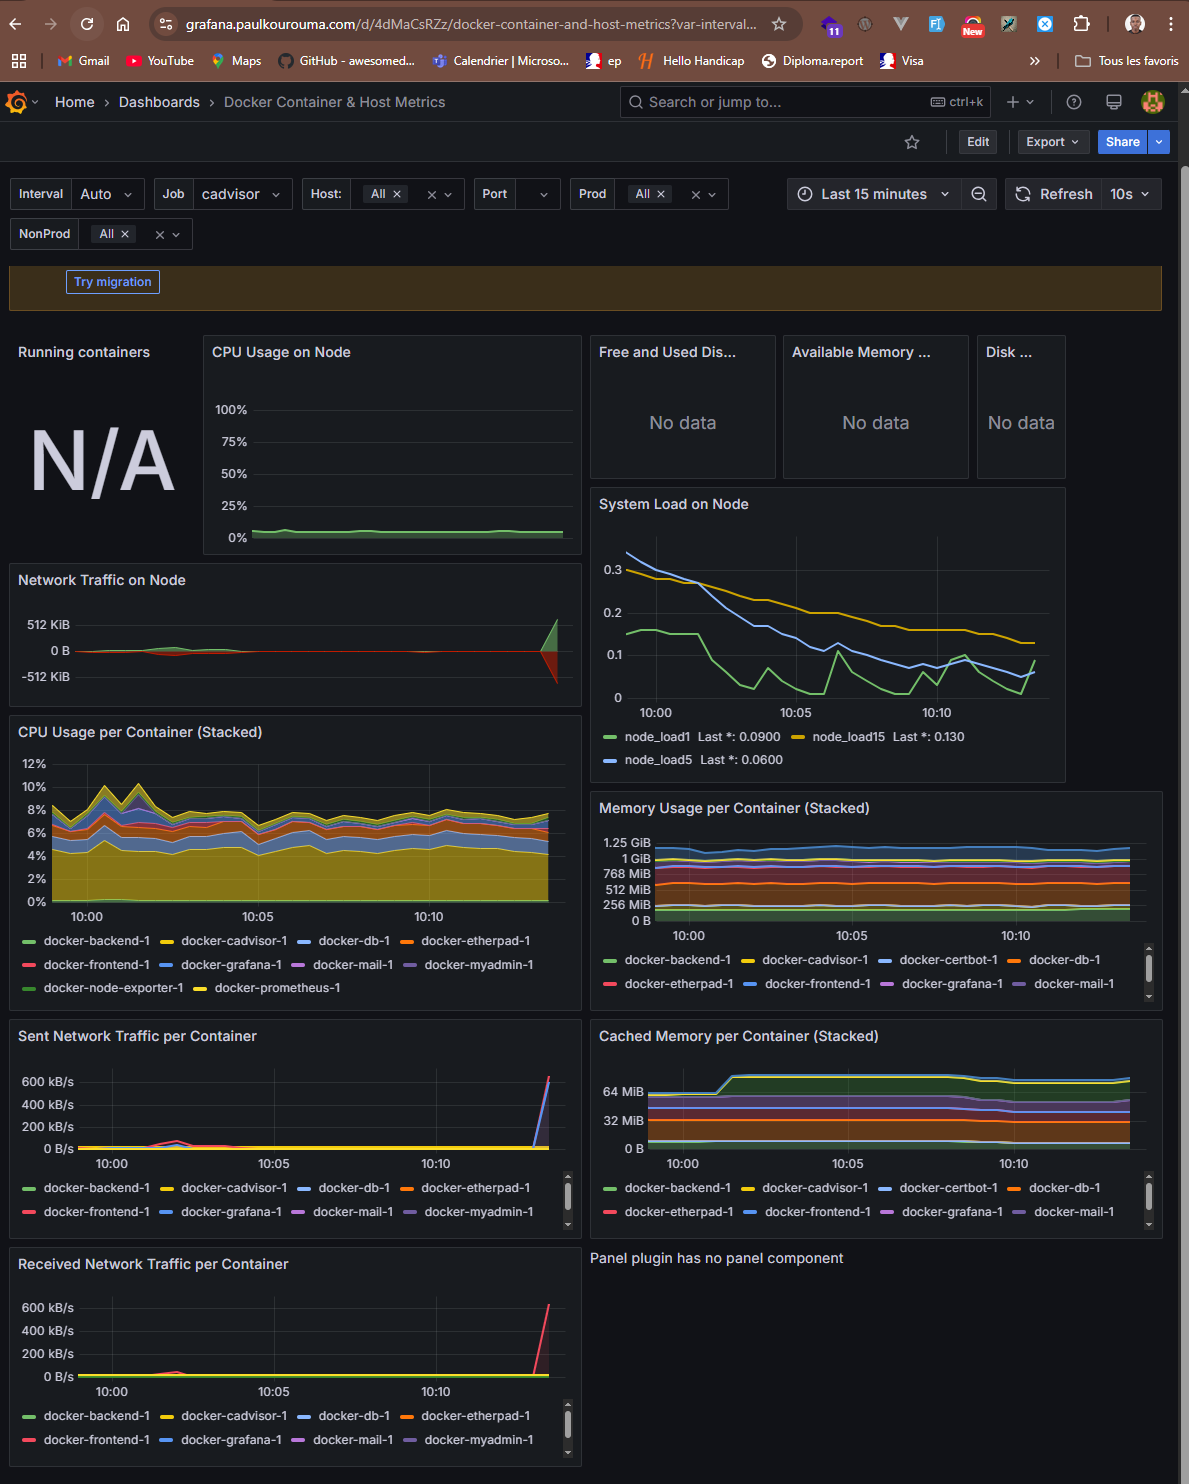 grafana.paulkourouma.com/d/4dMaCsRZz/docker-container-and-host-metrics?var-interval...
11
New
Gmail
YouTube
Maps
GitHub - awesomed...
Calendrier | Microso...
ep
Hello Handicap
Diploma.report
Visa
»
Tous les favoris
Home › Dashboards › Docker Container & Host Metrics
Search or jump to...
ctrl+k
Edit
Export
Share
Interval Auto
Job cadvisor
Host: All ×
Port
Prod All ×
Last 15 minutes
Refresh 10s
NonProd All ×
Try migration
Running containers
N/A
CPU Usage on Node
100%
75%
50%
25%
0%
Free and Used Dis...
No data
Available Memory ...
No data
Disk ...
No data
Network Traffic on Node
512 KiB
0 B
-512 KiB
System Load on Node
0.3
0.2
0.1
0
10:00 10:05 10:10
node_load1 Last *: 0.0900 node_load15 Last *: 0.130
node_load5 Last *: 0.0600
CPU Usage per Container (Stacked)
12%
10%
8%
6%
4%
2%
0%
10:00 10:05 10:10
docker-backend-1 docker-cadvisor-1 docker-db-1 docker-etherpad-1
docker-frontend-1 docker-grafana-1 docker-mail-1 docker-myadmin-1
docker-node-exporter-1 docker-prometheus-1
Memory Usage per Container (Stacked)
1.25 GiB
1 GiB
768 MiB
512 MiB
256 MiB
0 B
10:00 10:05 10:10
docker-backend-1 docker-cadvisor-1 docker-certbot-1 docker-db-1
docker-etherpad-1 docker-frontend-1 docker-grafana-1 docker-mail-1
Sent Network Traffic per Container
600 kB/s
400 kB/s
200 kB/s
0 B/s
10:00 10:05 10:10
docker-backend-1 docker-cadvisor-1 docker-db-1 docker-etherpad-1
docker-frontend-1 docker-grafana-1 docker-mail-1 docker-myadmin-1
Cached Memory per Container (Stacked)
64 MiB
32 MiB
0 B
10:00 10:05 10:10
docker-backend-1 docker-cadvisor-1 docker-certbot-1 docker-db-1
docker-etherpad-1 docker-frontend-1 docker-grafana-1 docker-mail-1
Received Network Traffic per Container
600 kB/s
400 kB/s
200 kB/s
0 B/s
10:00 10:05 10:10
docker-backend-1 docker-cadvisor-1 docker-db-1 docker-etherpad-1
docker-frontend-1 docker-grafana-1 docker-mail-1 docker-myadmin-1
Panel plugin has no panel component